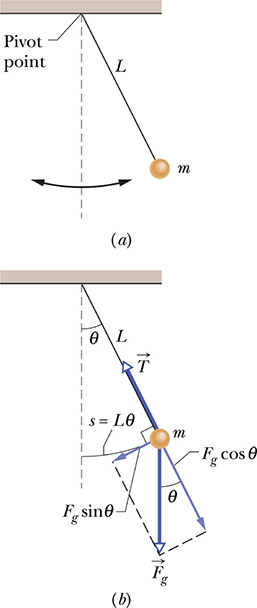 Pivot
point
L
m
(a)
θ
L
T
s = Lθ
m
F_g cos θ
F_g sin θ
θ
F_g
(b)